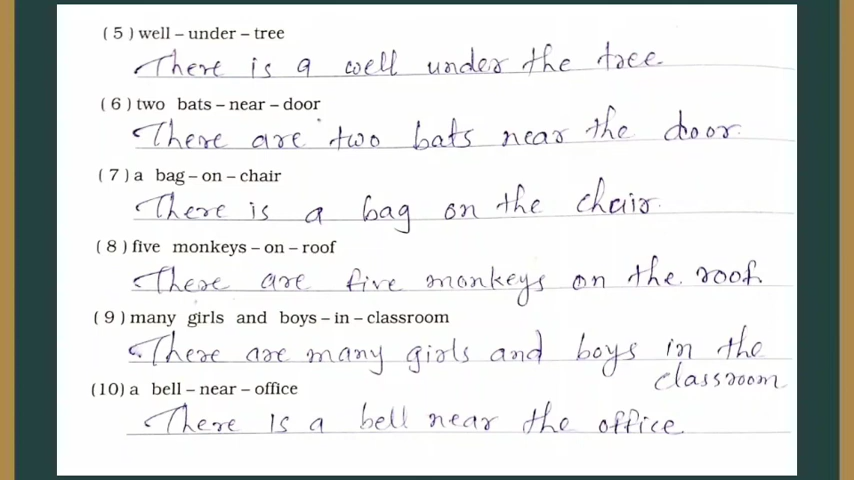 ( 5 ) well – under – tree
There is a well under the tree.
( 6 ) two bats – near – door
There are two bats near the door.
( 7 ) a bag – on – chair
There is a bag on the chair.
( 8 ) five monkeys – on – roof
There are five monkeys on the roof.
( 9 ) many girls and boys – in – classroom
There are many girls and boys in the
classroom
(10) a bell – near – office
There is a bell near the office.